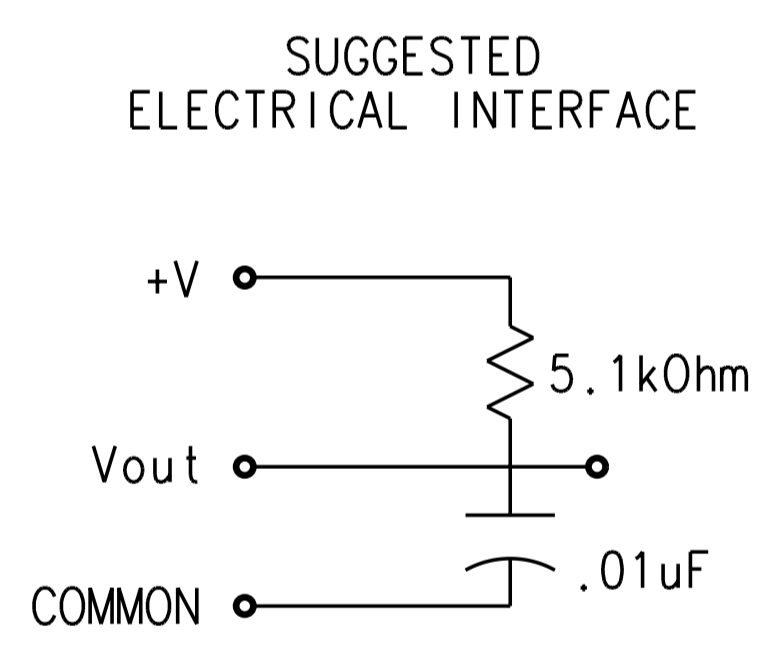 SUGGESTED
ELECTRICAL INTERFACE
+V
5.1kOhm
Vout
.01uF
COMMON